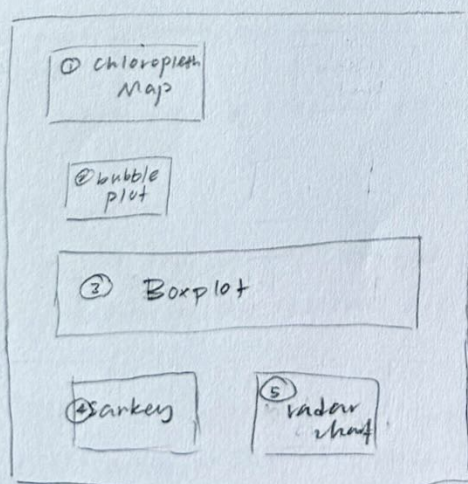 ① Chloropleth
Map
② bubble
plot
③ Boxplot
④ Sankey
⑤
radar
chart